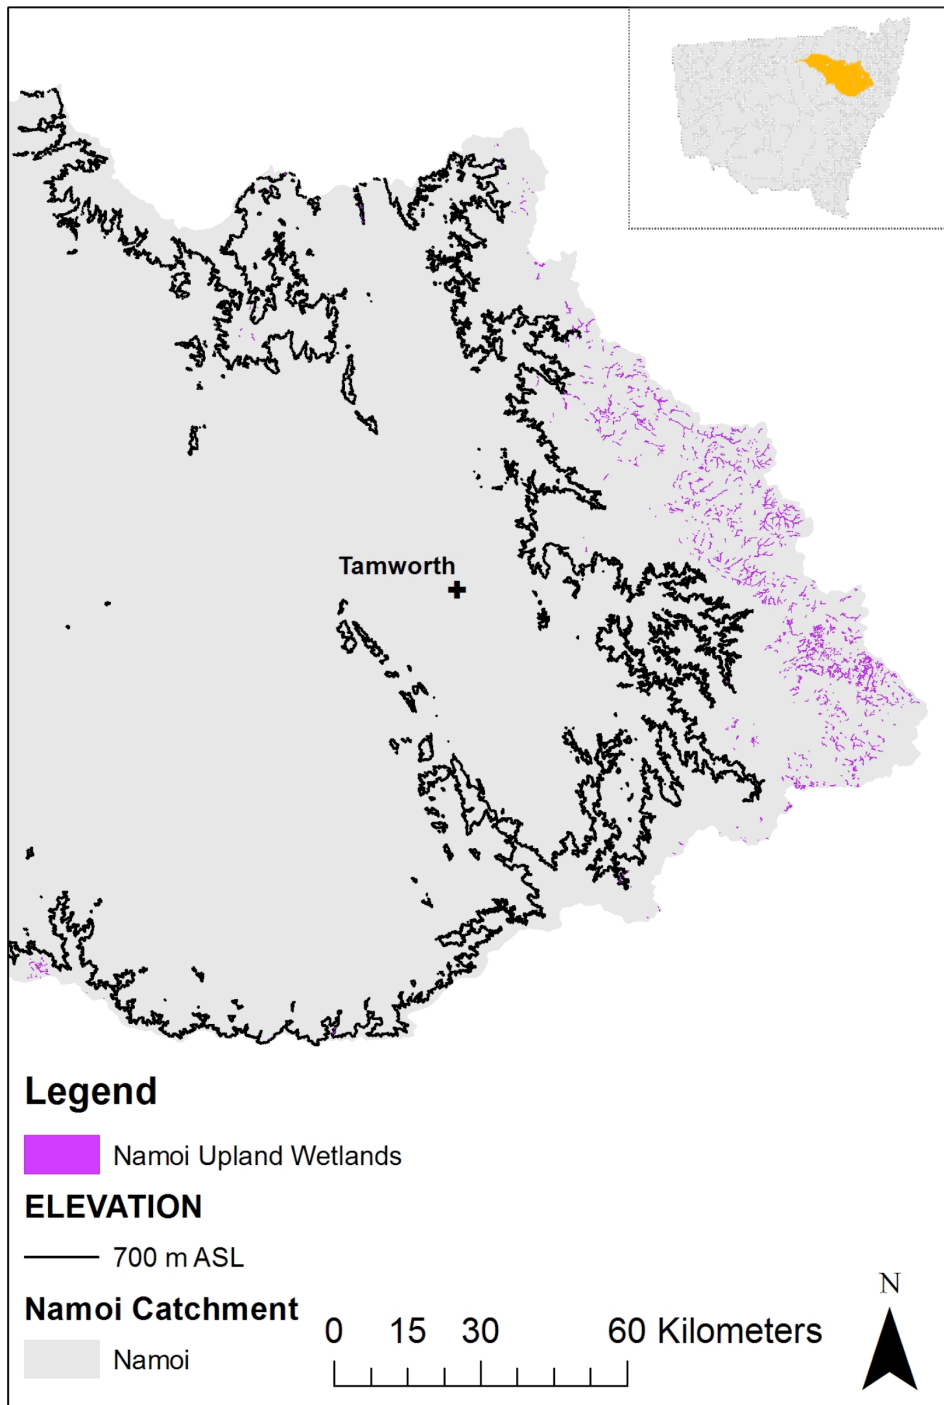 Tamworth
Legend
Namoi Upland Wetlands
ELEVATION
700 m ASL
Namoi Catchment
Namoi
0 15 30 60 Kilometers
N